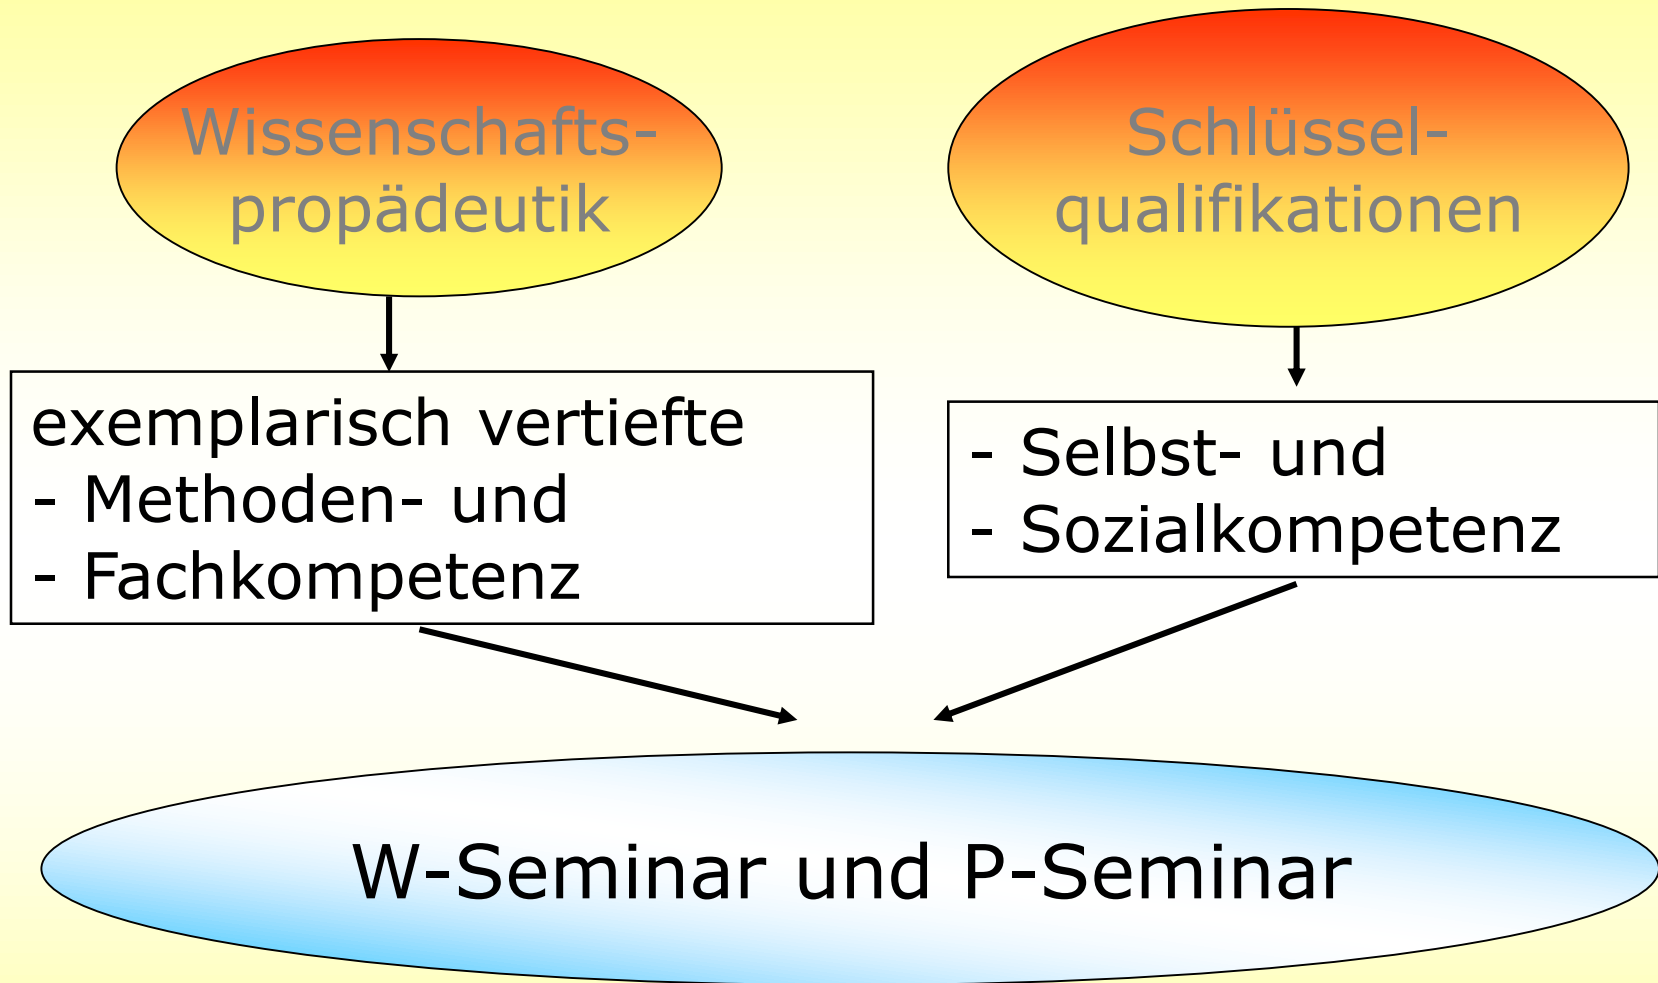 Wissenschafts-
propädeutik
Schlüssel-
qualifikationen
exemplarisch vertiefte
- Methoden- und
- Fachkompetenz
- Selbst- und
- Sozialkompetenz
W-Seminar und P-Seminar